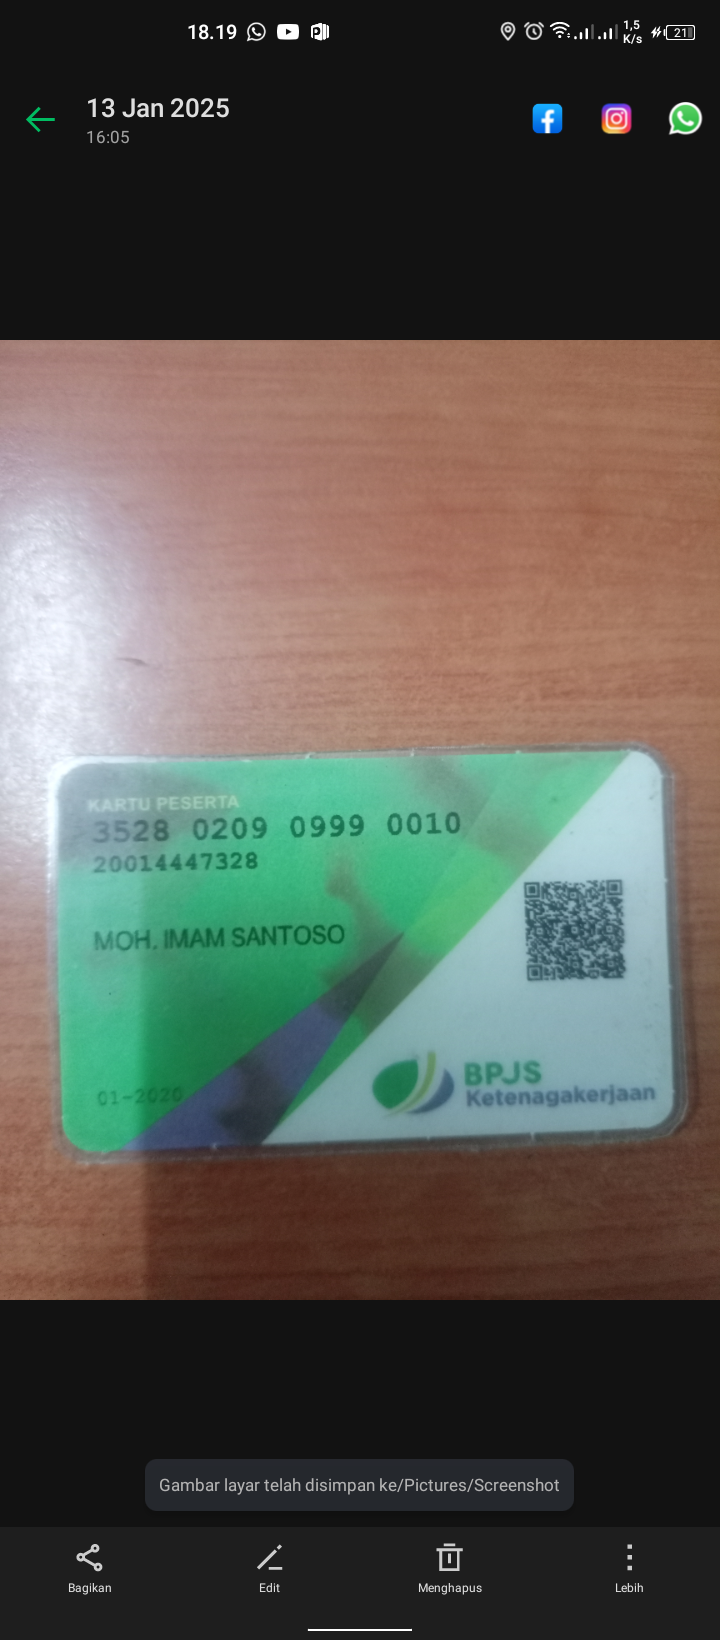 18.19
1,5
K/s
21
13 Jan 2025
16:05
KARTU PESERTA
3528 0209 0999 0010
20014447328
MOH. IMAM SANTOSO
01-2020
BPJS
Ketenagakerjaan
Gambar layar telah disimpan ke/Pictures/Screenshot
Bagikan
Edit
Menghapus
Lebih